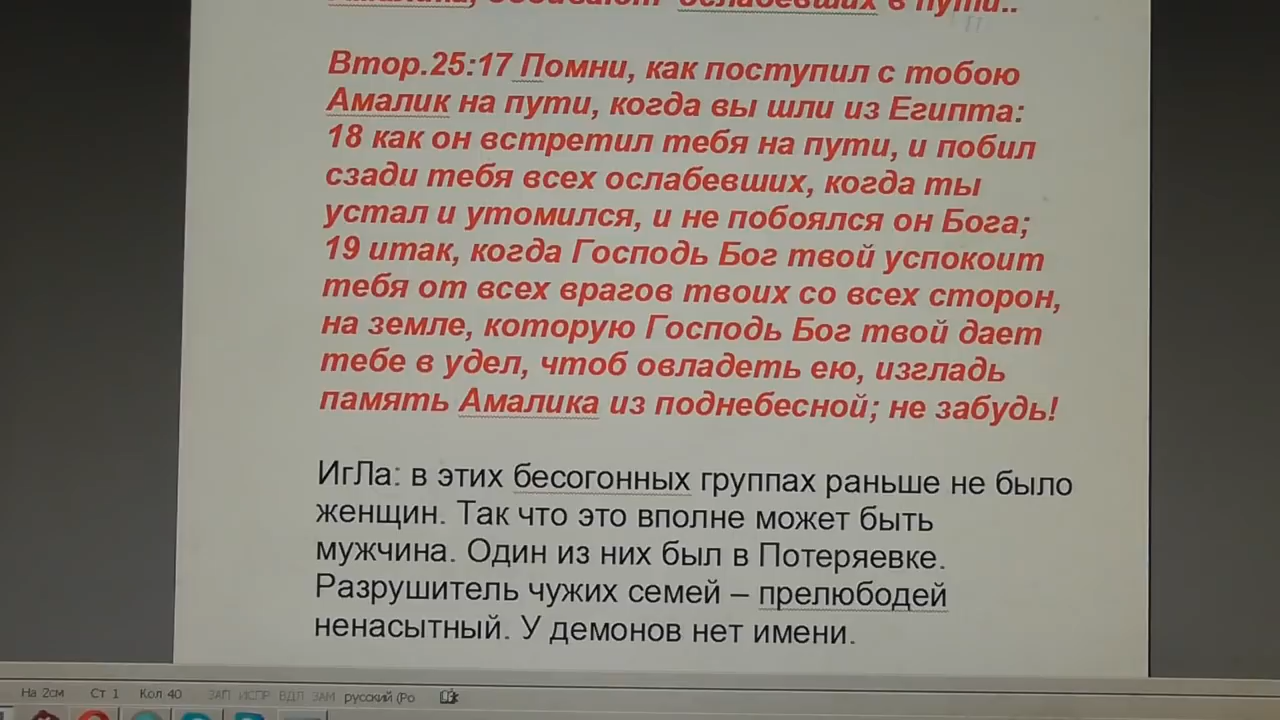 Амалика, добивают ослабевших в пути..
Втор.25:17 Помни, как поступил с тобою
Амалик на пути, когда вы шли из Египта:
18 как он встретил тебя на пути, и побил
сзади тебя всех ослабевших, когда ты
устал и утомился, и не побоялся он Бога;
19 итак, когда Господь Бог твой успокоит
тебя от всех врагов твоих со всех сторон,
на земле, которую Господь Бог твой дает
тебе в удел, чтоб овладеть ею, изгладь
память Амалика из поднебесной; не забудь!
ИгЛа: в этих бесогонных группах раньше не было
женщин. Так что это вполне может быть
мужчина. Один из них был в Потеряевке.
Разрушитель чужих семей – прелюбодей
ненасытный. У демонов нет имени.
На 2см Ст 1 Кол 40 ЗАП ИСПР ВДЛ ЗАМ русский (Ро